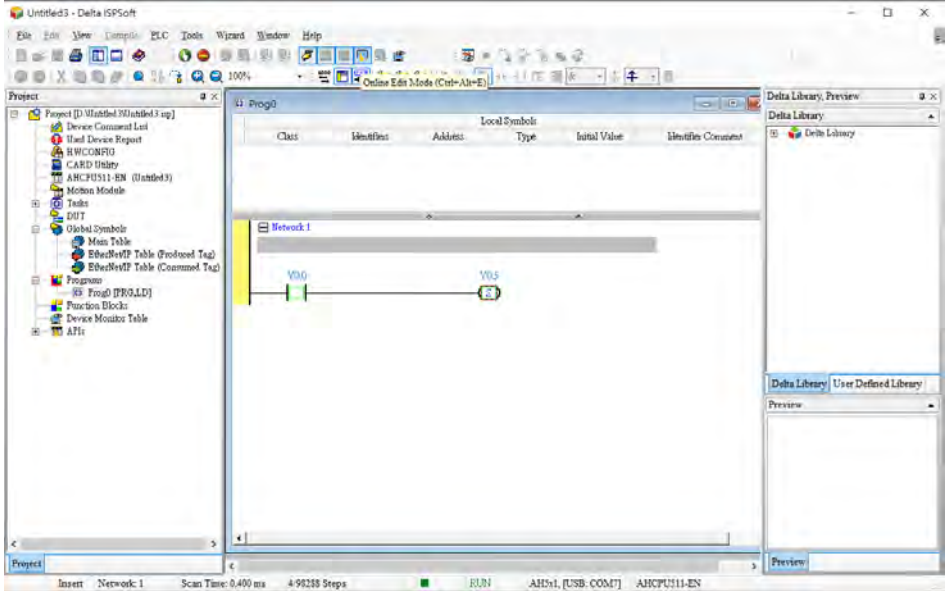 Untitled3 - Delta ISPSoft
File Edit View Compile PLC Tools Wizard Window Help
100%
Online Edit Mode (Ctrl+Alt+E)
Project
Project [D:\Untitled3\Untitled3.isp]
Device Comment List
Used Device Report
HWCONFIG
CARD Utility
AHCPU511-EN (Untitled3)
Motion Module
Tasks
DUT
Global Symbols
Main Table
EtherNet/IP Table (Produced Tag)
EtherNet/IP Table (Consumed Tag)
Programs
Prog0 [PRG,LD]
Function Blocks
Device Monitor Table
APIs
Project
Prog0
Local Symbols
Class Identifiers Address Type Initial Value Identifier Comment
Network 1
Y0.0 Y0.5
S
Delta Library, Preview
Delta Library
Delta Library
Delta Library User Defined Library
Preview
Preview
Insert Network: 1 Scan Time: 0.400 ms 4/98288 Steps RUN AH5x1, [USB: COM7] AHCPU511-EN